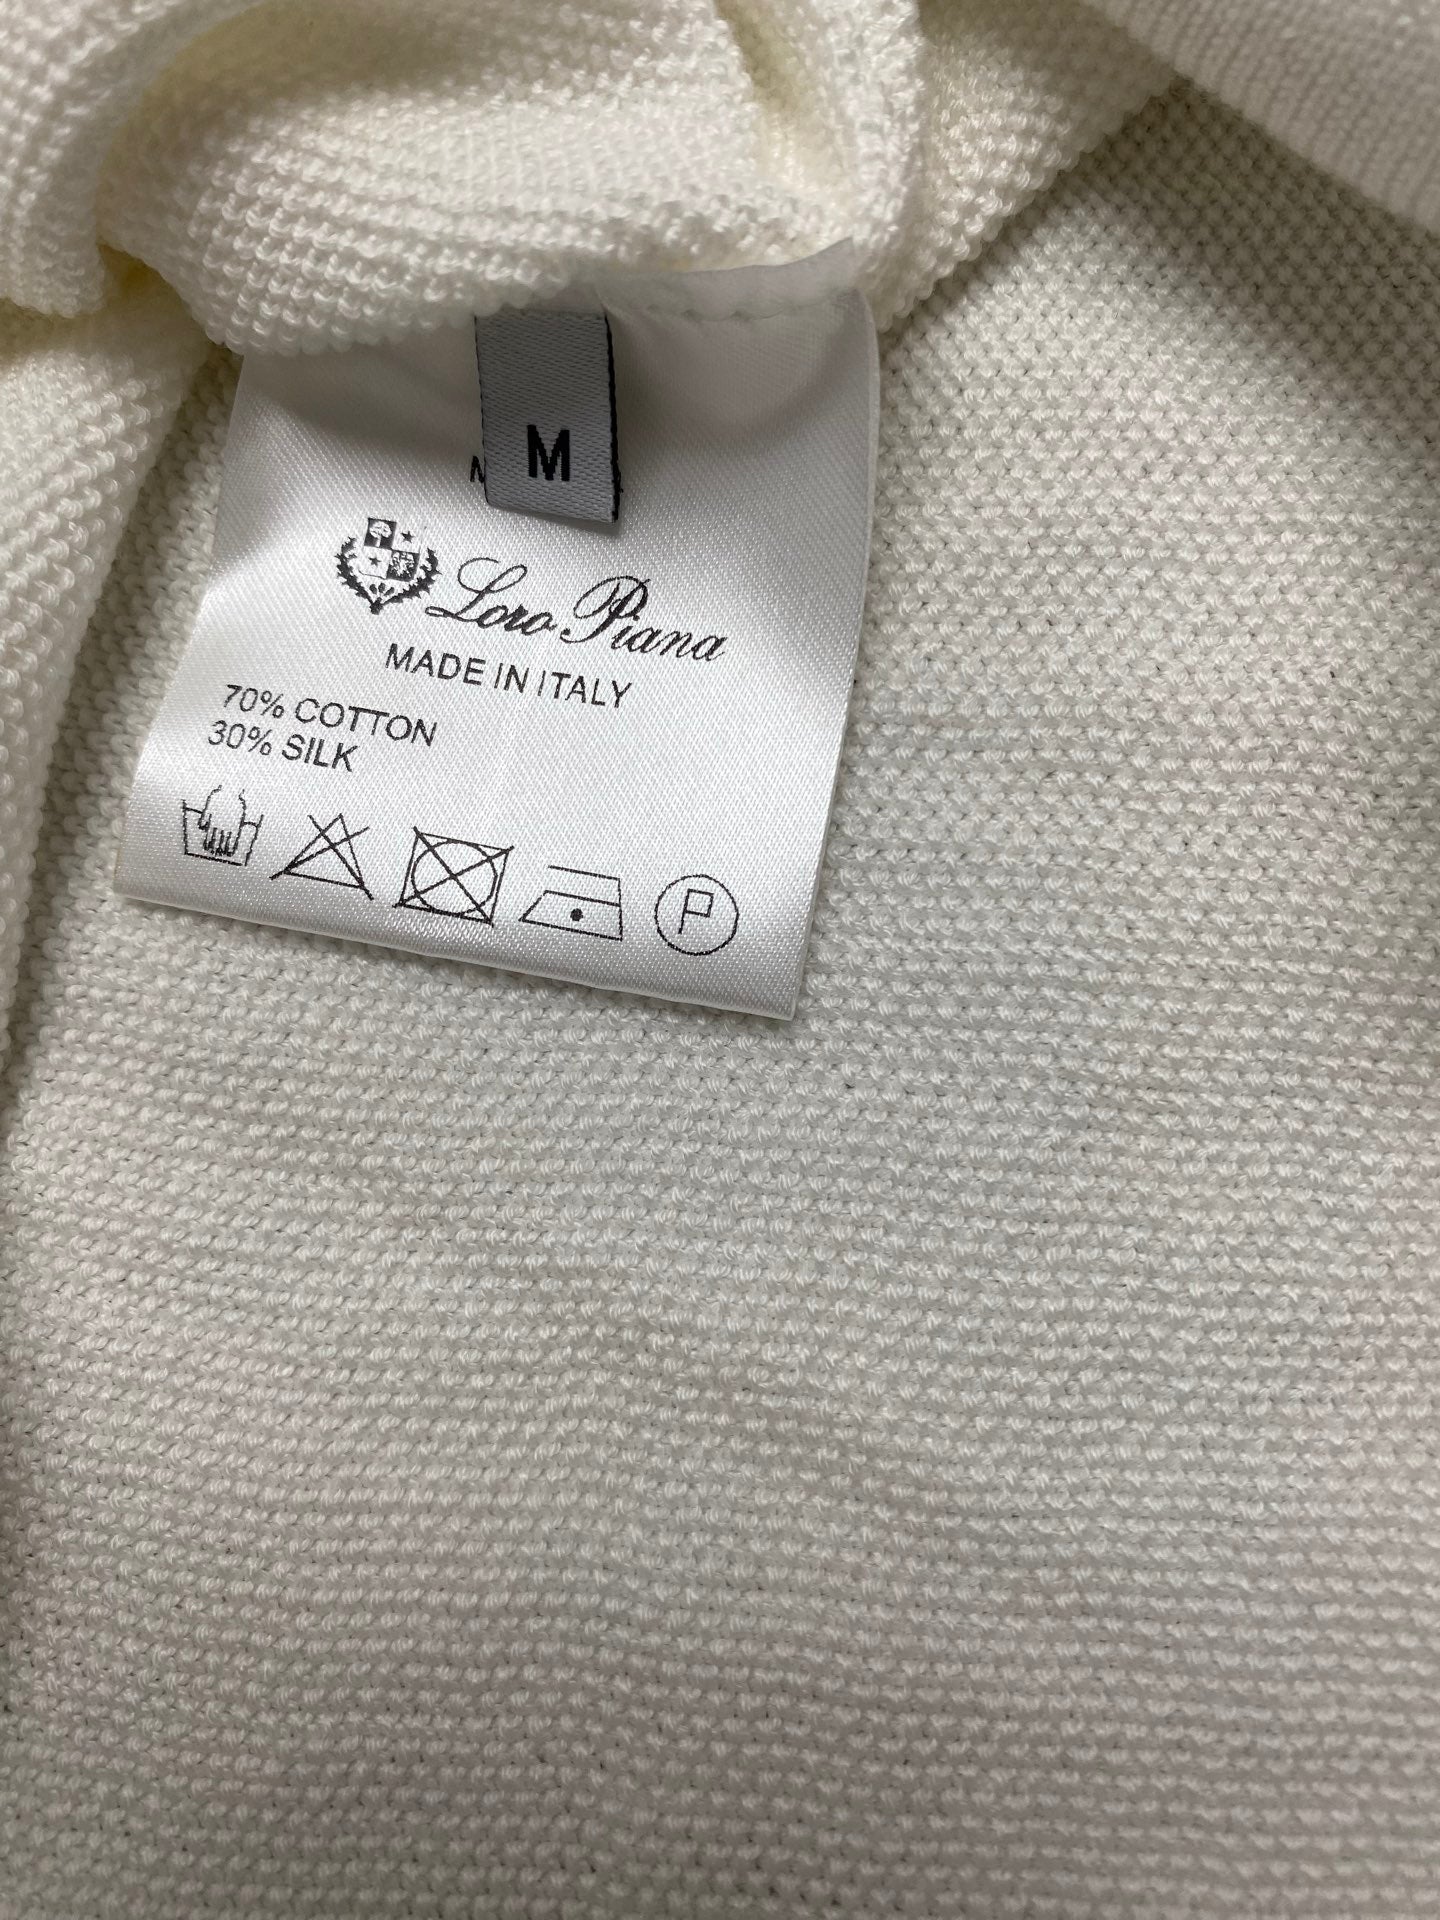 M
Loro Piana
MADE IN ITALY
70% COTTON
30% SILK
P